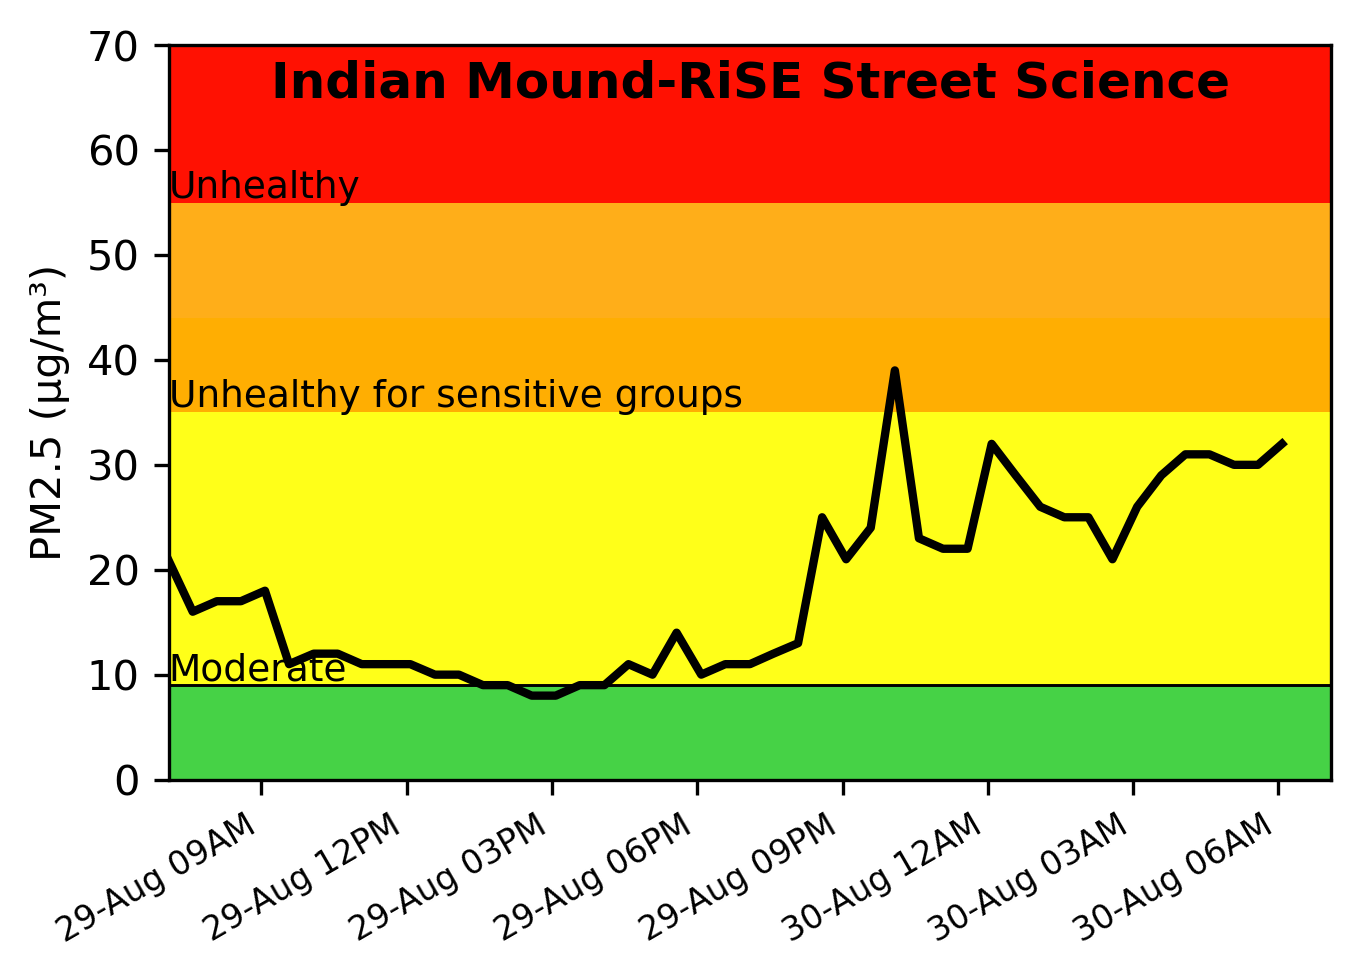 Indian Mound-RiSE Street Science
70
60
50
40
30
20
10
0
PM2.5 (μg/m³)
Unhealthy
Unhealthy for sensitive groups
Moderate
29-Aug 09AM
29-Aug 12PM
29-Aug 03PM
29-Aug 06PM
29-Aug 09PM
30-Aug 12AM
30-Aug 03AM
30-Aug 06AM